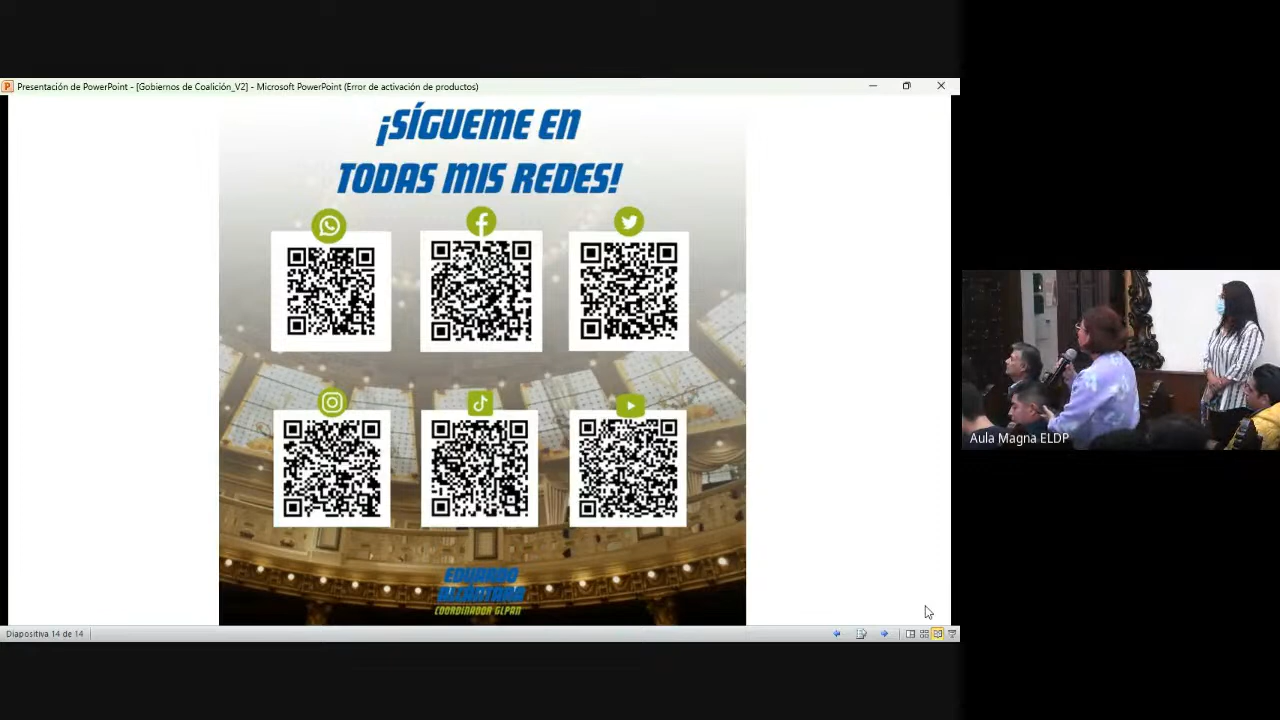 Presentación de PowerPoint - [Gobiernos de Coalición_V2] - Microsoft PowerPoint (Error de activación de productos)
¡SÍGUEME EN
TODAS MIS REDES!
EDUARDO
ALCÁNTARA
COORDINADOR GLPAN
Aula Magna ELDP
Diapositiva 14 de 14